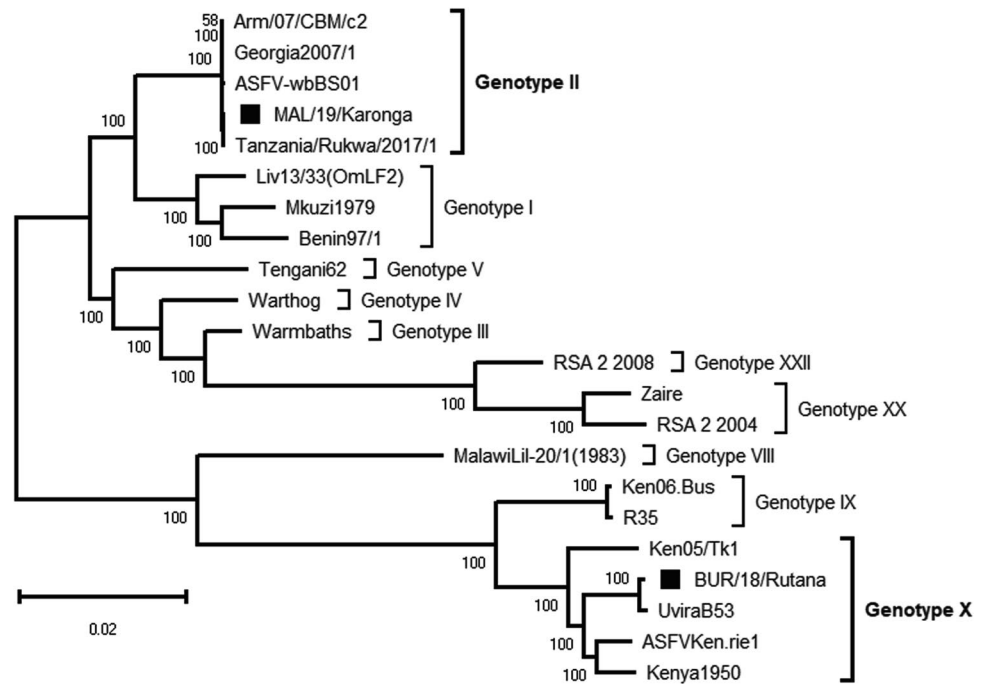 58
Arm/07/CBM/c2
100
100
Georgia2007/1
ASFV-wbBS01
Genotype II
100
MAL/19/Karonga
100
Tanzania/Rukwa/2017/1
Liv13/33(OmLF2)
100
Mkuzi1979
Genotype I
100
Benin97/1
Tengani62
Genotype V
100
Warthog
Genotype IV
100
Warmbaths
Genotype III
100
RSA 2 2008
Genotype XXII
100
Zaire
Genotype XX
100
RSA 2 2004
MalawiLil-20/1(1983)
Genotype VIII
100
100
Ken06.Bus
Genotype IX
R35
100
Ken05/Tk1
100
100
BUR/18/Rutana
UviraB53
Genotype X
100
ASFVKen.rie1
100
Kenya1950
0.02